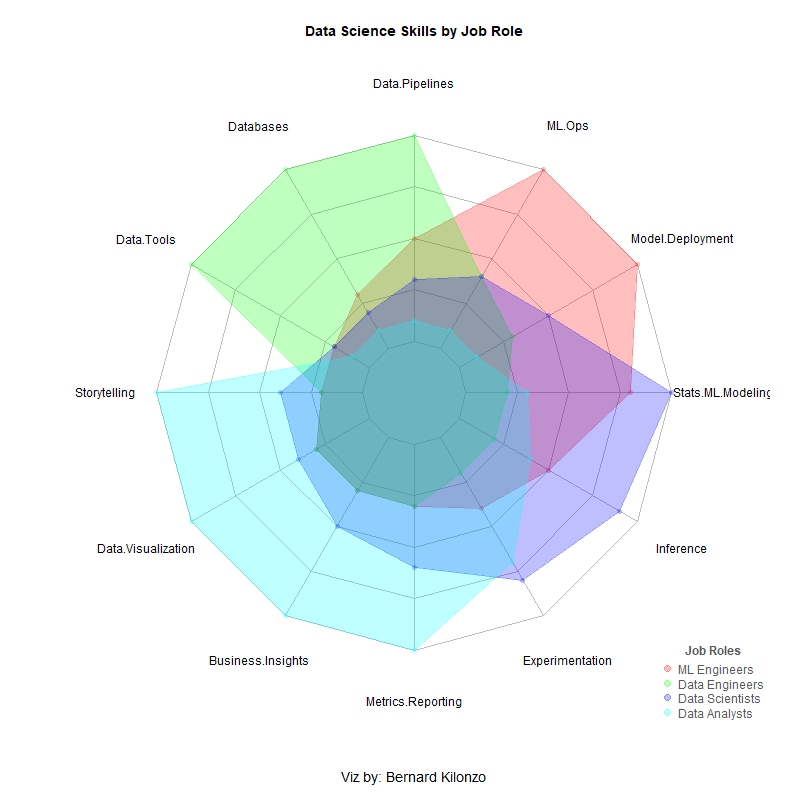 Data Science Skills by Job Role
Data.Pipelines
Databases
ML.Ops
Data.Tools
Model.Deployment
Storytelling
Stats.ML.Modeling
Data.Visualization
Inference
Business.Insights
Experimentation
Metrics.Reporting
Job Roles
ML Engineers
Data Engineers
Data Scientists
Data Analysts
Viz by: Bernard Kilonzo